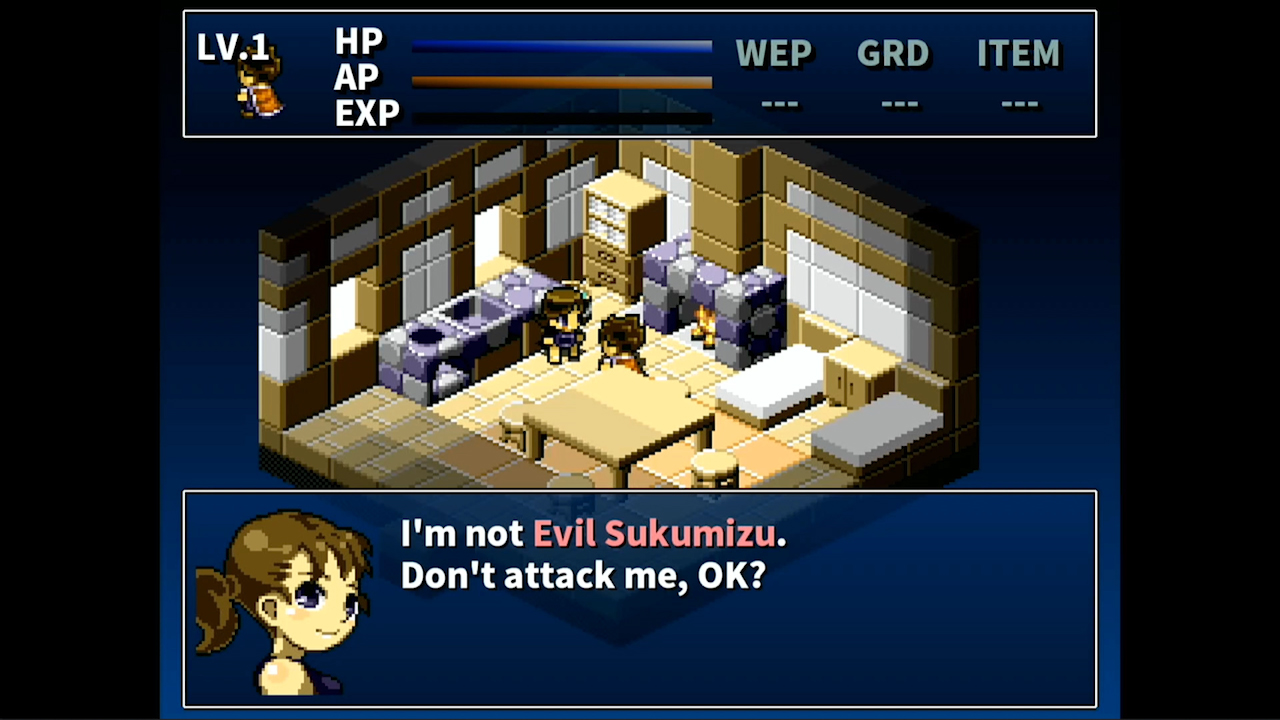 LV.1
HP
AP
EXP
WEP GRD ITEM
--- --- ---
I'm not Evil Sukumizu.
Don't attack me, OK?